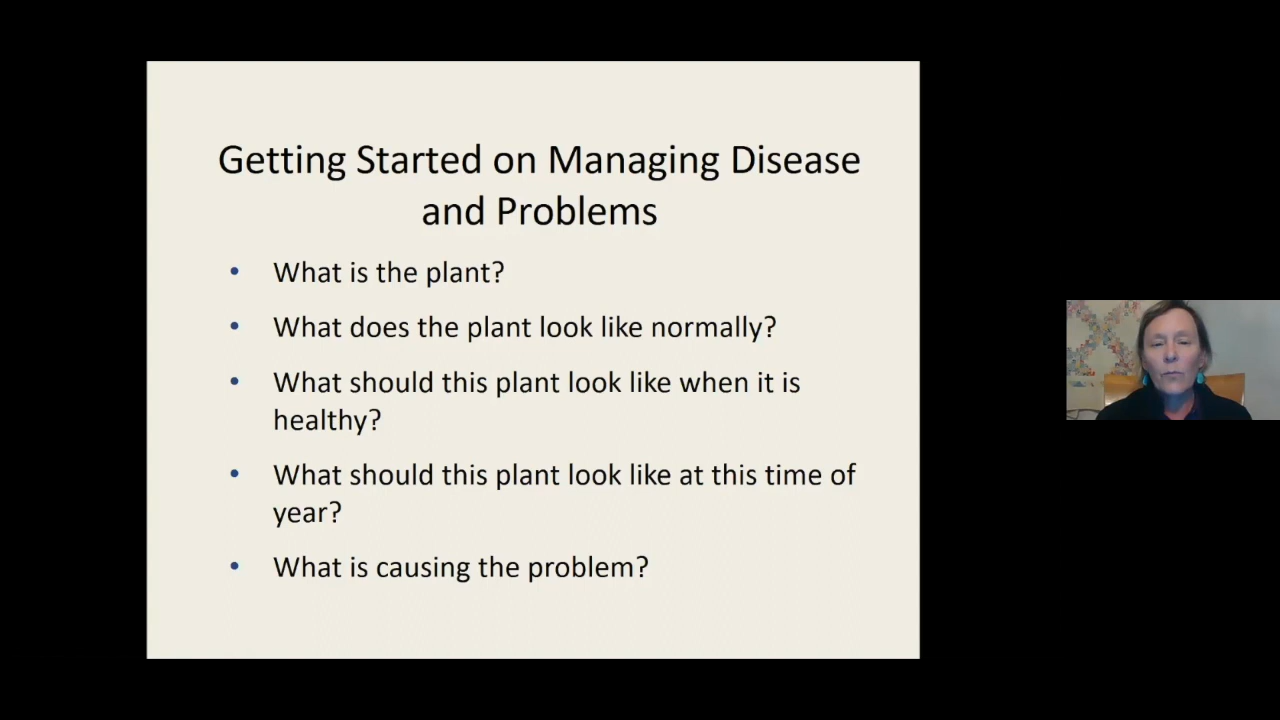 Getting Started on Managing Disease
and Problems
• What is the plant?
• What does the plant look like normally?
• What should this plant look like when it is
healthy?
• What should this plant look like at this time of
year?
• What is causing the problem?